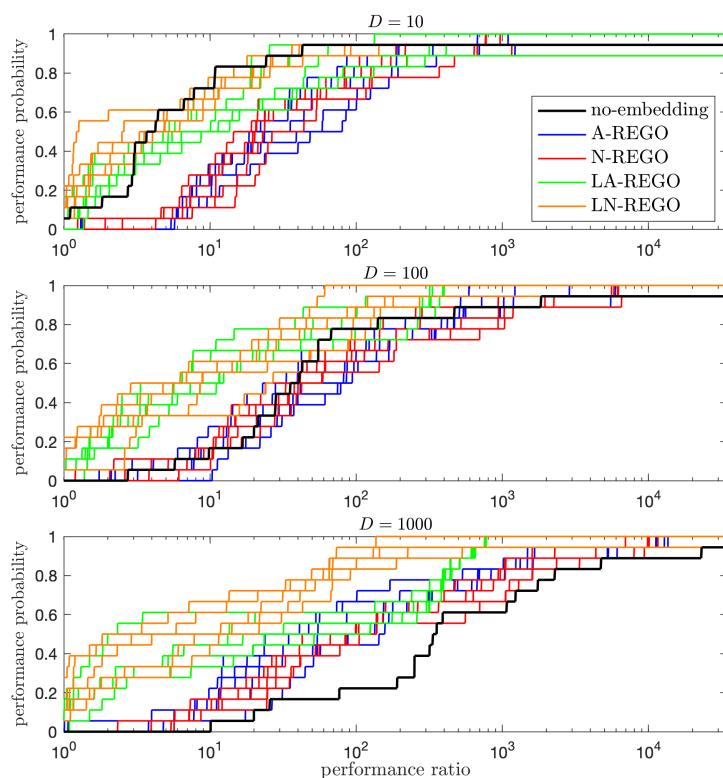 D = 10
performance probability
1
0.8
0.6
0.4
0.2
0
10^0
10^1
10^2
10^3
10^4
no-embedding
A-REGO
N-REGO
LA-REGO
LN-REGO
D = 100
performance probability
1
0.8
0.6
0.4
0.2
0
10^0
10^1
10^2
10^3
10^4
D = 1000
performance probability
1
0.8
0.6
0.4
0.2
0
10^0
10^1
10^2
10^3
10^4
performance ratio